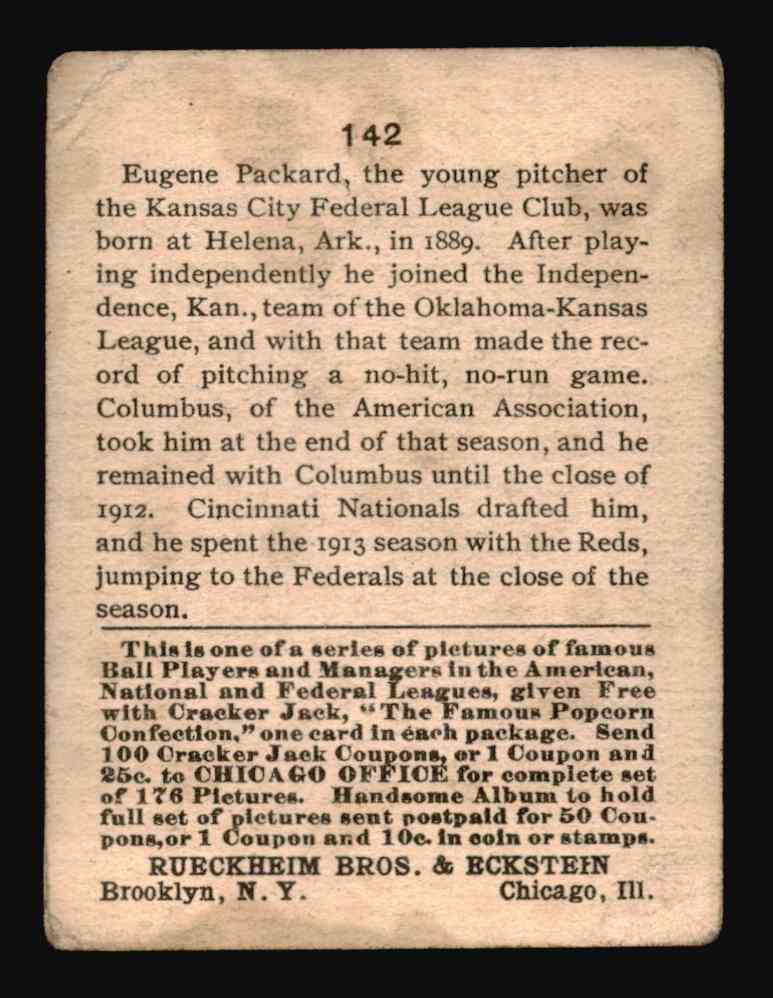 142
Eugene Packard, the young pitcher of
the Kansas City Federal League Club, was
born at Helena, Ark., in 1889. After play-
ing independently he joined the Indepen-
dence, Kan., team of the Oklahoma-Kansas
League, and with that team made the rec-
ord of pitching a no-hit, no-run game.
Columbus, of the American Association,
took him at the end of that season, and he
remained with Columbus until the close of
1912. Cincinnati Nationals drafted him,
and he spent the 1913 season with the Reds,
jumping to the Federals at the close of the
season.
This is one of a series of pictures of famous
Ball Players and Managers in the American,
National and Federal Leagues, given Free
with Cracker Jack, "The Famous Popcorn
Confection," one card in each package. Send
100 Cracker Jack Coupons, or 1 Coupon and
25c. to CHICAGO OFFICE for complete set
of 176 Pictures. Handsome Album to hold
full set of pictures sent postpaid for 50 Cou-
pons, or 1 Coupon and 10c. in coin or stamps.
RUECKHEIM BROS. & ECKSTEIN
Brooklyn, N. Y. Chicago, Ill.